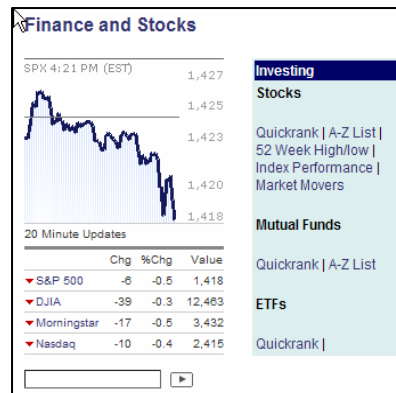 Finance and Stocks
SPX 4:21 PM (EST)
1,427
1,425
1,423
1,420
1,418
20 Minute Updates
Chg %Chg Value
S&P 500 -6 -0.5 1,418
DJIA -39 -0.3 12,463
Morningstar -17 -0.5 3,432
Nasdaq -10 -0.4 2,415
Investing
Stocks
Quickrank | A-Z List |
52 Week High/low |
Index Performance |
Market Movers
Mutual Funds
Quickrank | A-Z List
ETFs
Quickrank |